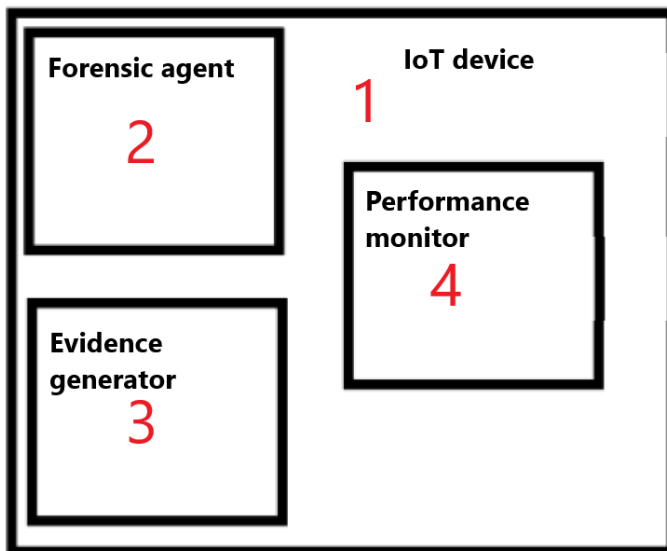 Forensic agent
2
IoT device
1
Performance
monitor
4
Evidence
generator
3